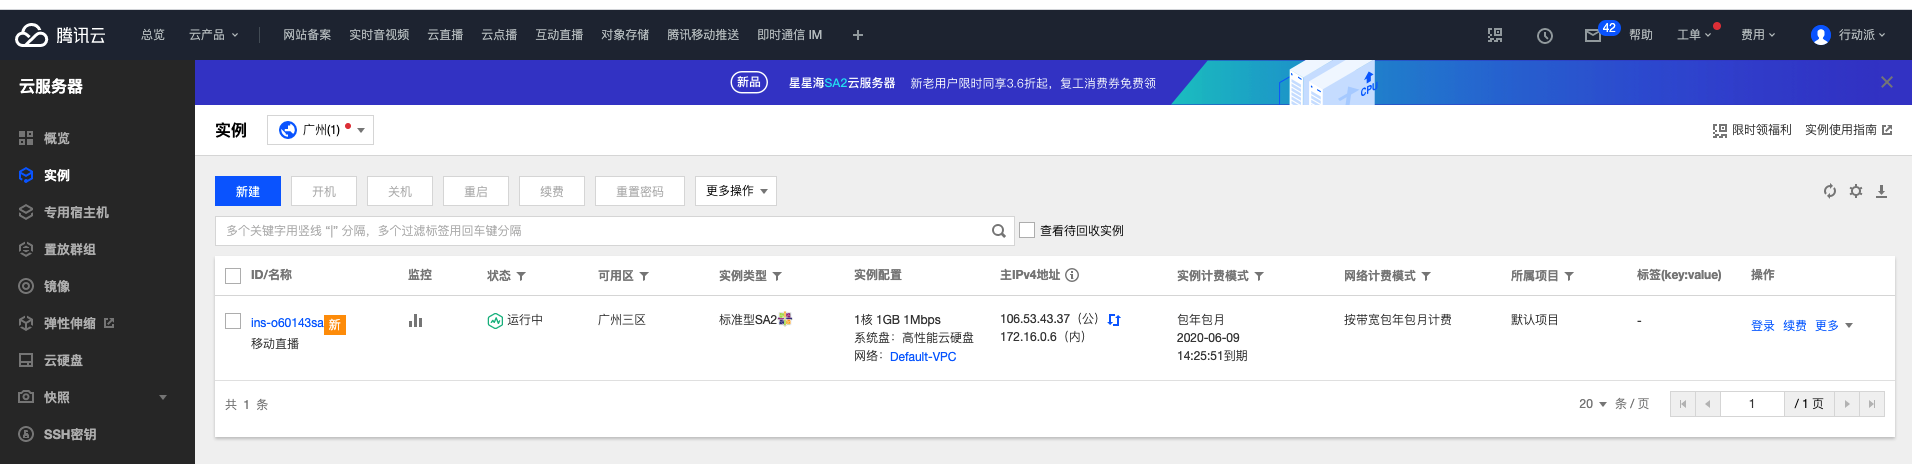 腾讯云 总览 云产品 网站备案 实时音视频 云直播 云点播 互动直播 对象存储 腾讯移动推送 即时通信 IM + 42 帮助 工单 费用 行动派
云服务器
新品 星星海SA2云服务器 新老用户限时同享3.6折起，复工消费券免费领 CPU
实例 广州(1) 限时领福利 实例使用指南
概览
实例
专用宿主机
置放群组
镜像
弹性伸缩
云硬盘
快照
SSH密钥
新建 开机 关机 重启 续费 重置密码 更多操作
多个关键字用竖线 “|” 分隔，多个过滤标签用回车键分隔 查看待回收实例
ID/名称 监控 状态 可用区 实例类型 实例配置 主IPv4地址 实例计费模式 网络计费模式 所属项目 标签(key:value) 操作
ins-o60143sa 新 运行中 广州三区 标准型SA2 1核 1GB 1Mbps 106.53.43.37（公） 包年包月 按带宽包年包月计费 默认项目 - 登录 续费 更多
移动直播 系统盘：高性能云硬盘 172.16.0.6（内） 2020-06-09
网络：Default-VPC 14:25:51到期
共 1 条 20 条 / 页 1 / 1 页